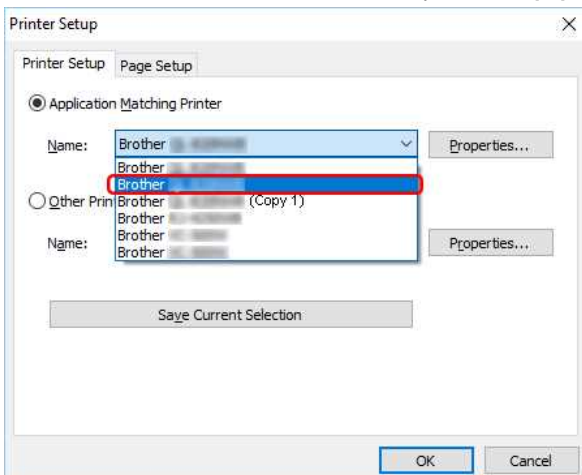 Printer Setup
Printer Setup Page Setup
Application Matching Printer
Name: Brother Properties...
Brother
Brother
Other Prin Brother (Copy 1)
Brother
Name: Brother Properties...
Brother
Save Current Selection
OK Cancel